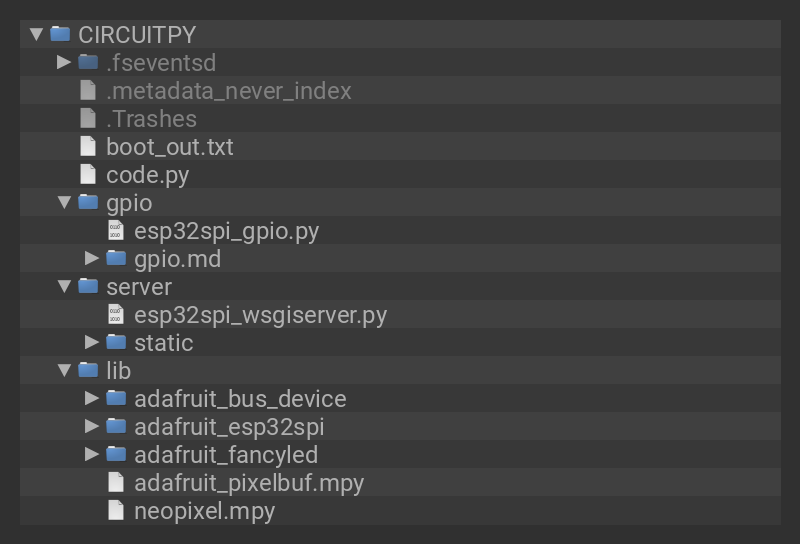 CIRCUITPY
.fseventsd
.metadata_never_index
.Trashes
boot_out.txt
code.py
gpio
esp32spi_gpio.py
gpio.md
server
esp32spi_wsgiserver.py
static
lib
adafruit_bus_device
adafruit_esp32spi
adafruit_fancyled
adafruit_pixelbuf.mpy
neopixel.mpy